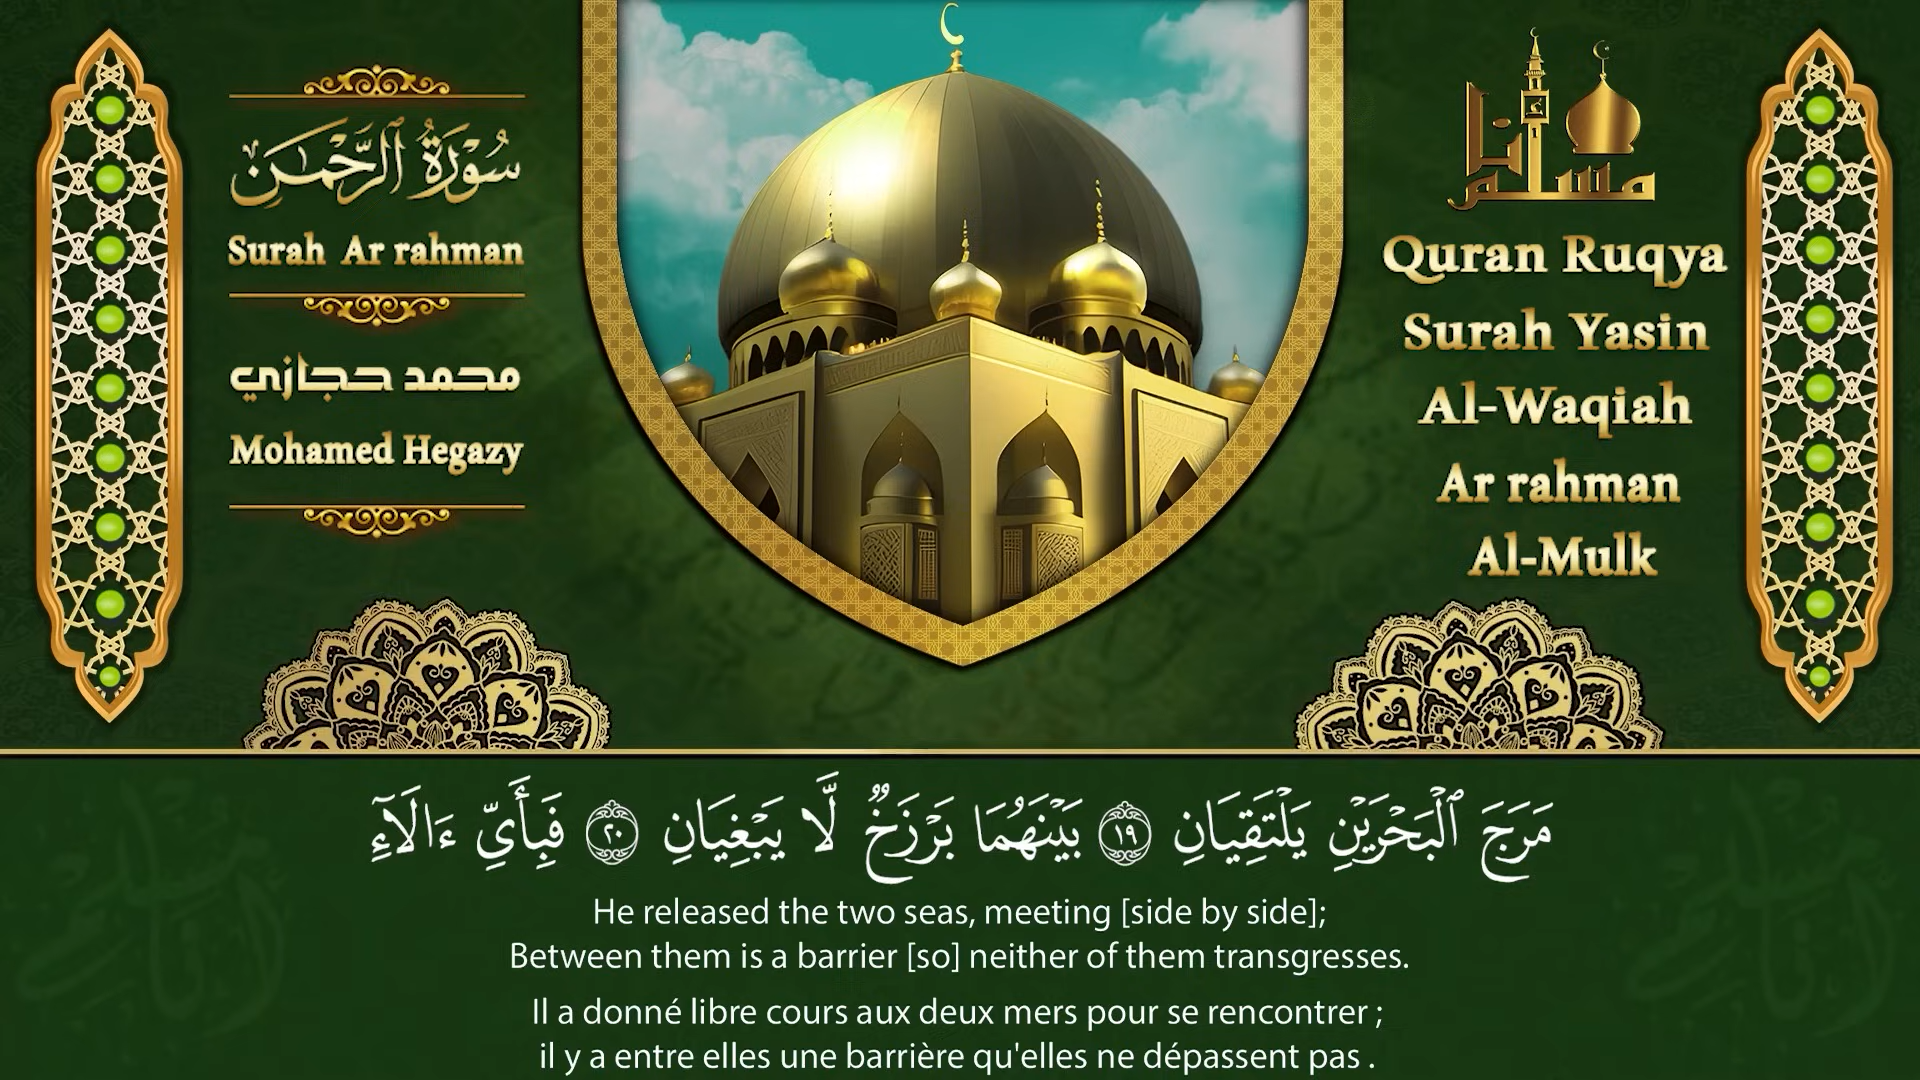 سُورَةُ ٱلرَّحْمَٰن
Surah Ar rahman
محمد حجازي
Mohamed Hegazy
أنا
مسلم
Quran Ruqya
Surah Yasin
Al-Waqiah
Ar rahman
Al-Mulk
مَرَجَ ٱلْبَحْرَيْنِ يَلْتَقِيَانِ ١٩ بَيْنَهُمَا بَرْزَخٌ لَّا يَبْغِيَانِ ٢٠ فَبِأَيِّ ءَالَآءِ
He released the two seas, meeting [side by side];
Between them is a barrier [so] neither of them transgresses.
Il a donné libre cours aux deux mers pour se rencontrer ;
il y a entre elles une barrière qu'elles ne dépassent pas .